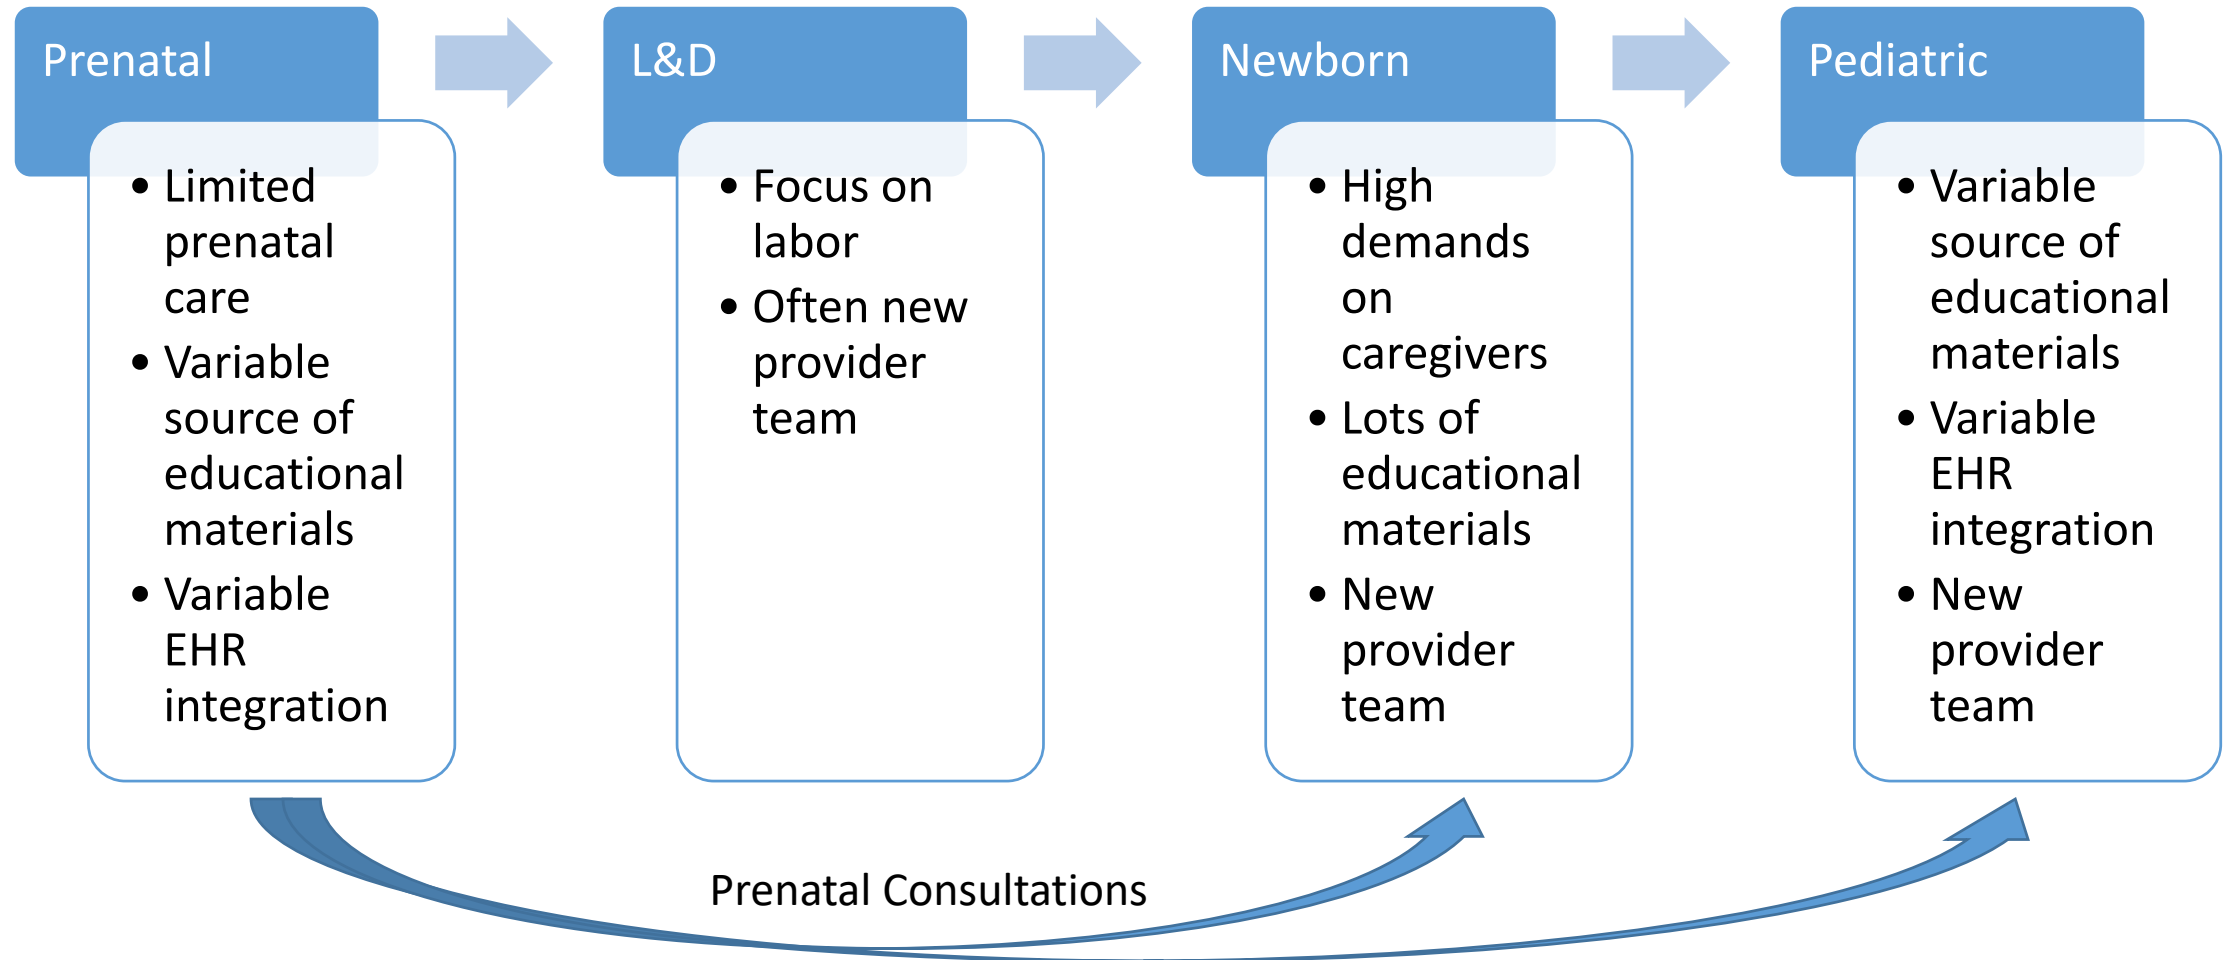 Prenatal
• Limited
prenatal
care
• Variable
source of
educational
materials
• Variable
EHR
integration
L&D
• Focus on
labor
• Often new
provider
team
Newborn
• High
demands
on
caregivers
• Lots of
educational
materials
• New
provider
team
Pediatric
• Variable
source of
educational
materials
• Variable
EHR
integration
• New
provider
team
Prenatal Consultations